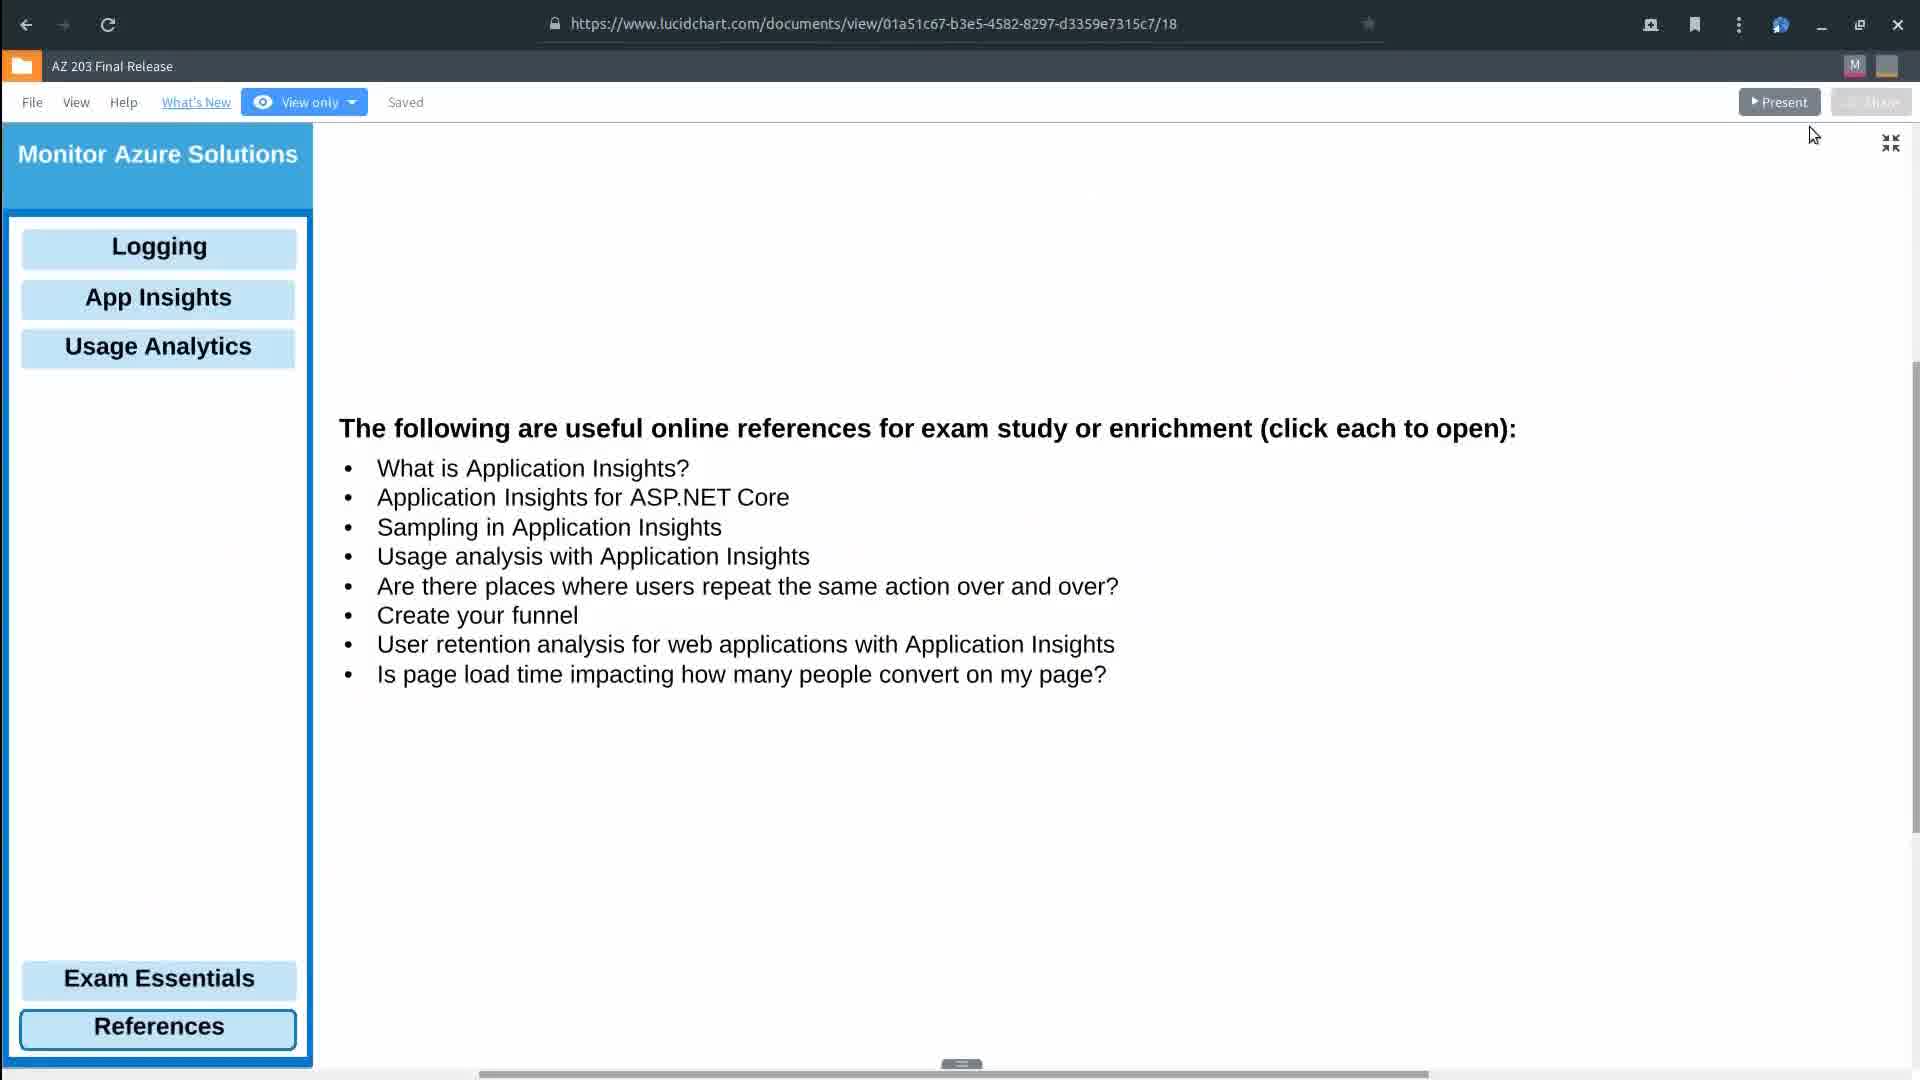 https://www.lucidchart.com/documents/view/01a51c67-b3e5-4582-8297-d3359e7315c7/18
AZ 203 Final Release
M
File View Help What's New View only Saved
Present Share
Monitor Azure Solutions
Logging
App Insights
Usage Analytics
The following are useful online references for exam study or enrichment (click each to open):
• What is Application Insights?
• Application Insights for ASP.NET Core
• Sampling in Application Insights
• Usage analysis with Application Insights
• Are there places where users repeat the same action over and over?
• Create your funnel
• User retention analysis for web applications with Application Insights
• Is page load time impacting how many people convert on my page?
Exam Essentials
References